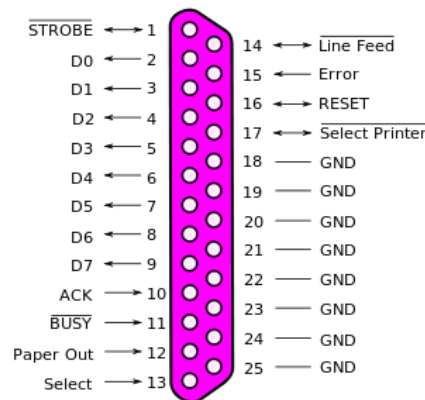 STROBE 1
D0 2
D1 3
D2 4
D3 5
D4 6
D5 7
D6 8
D7 9
ACK 10
BUSY 11
Paper Out 12
Select 13
14 Line Feed
15 Error
16 RESET
17 Select Printer
18 GND
19 GND
20 GND
21 GND
22 GND
23 GND
24 GND
25 GND